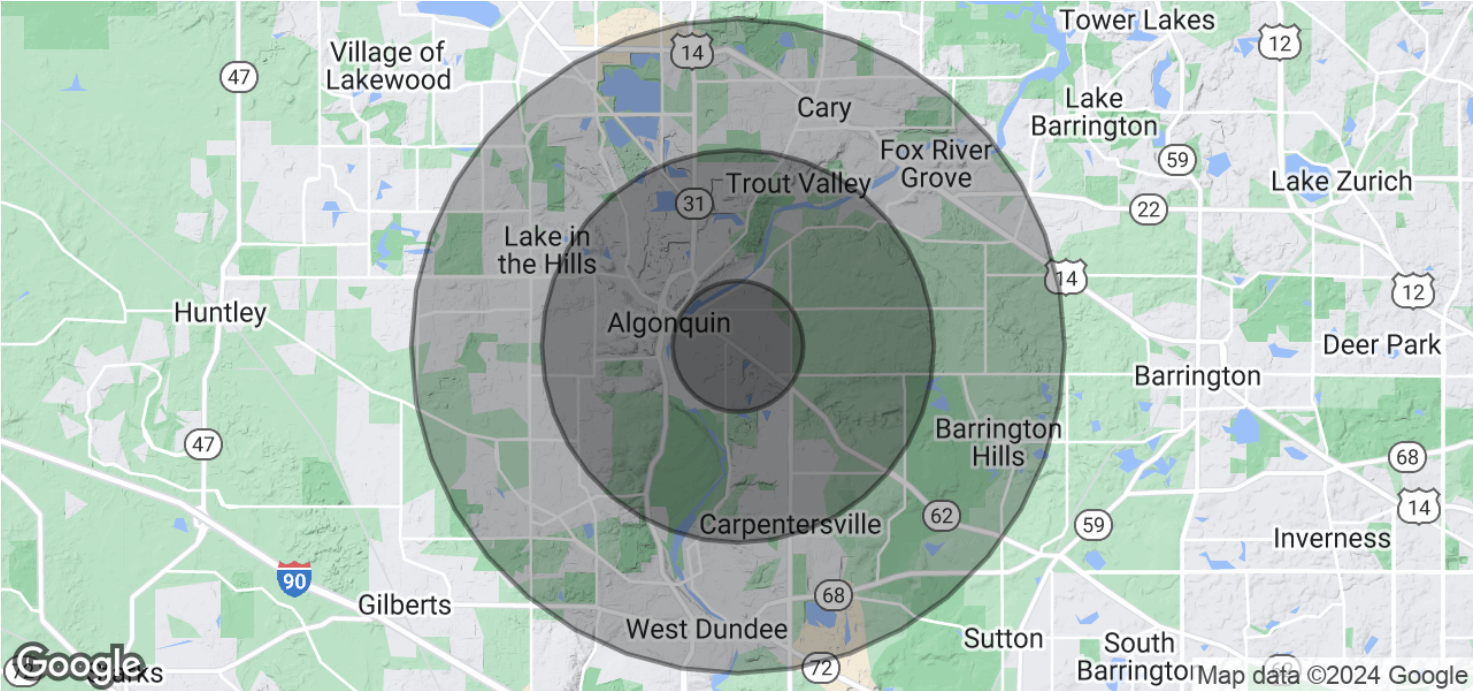 Tower Lakes
14
12
Village of
Lakewood
47
Cary
Lake
Barrington
Fox River
Grove
59
Trout Valley
Lake Zurich
31
22
Lake in
the Hills
14
12
Huntley
Algonquin
Deer Park
Barrington
Barrington
Hills
47
68
14
62
59
Carpentersville
Inverness
90
68
Gilberts
West Dundee
Sutton
South
Barrington
72
Google
Map data ©2024 Google